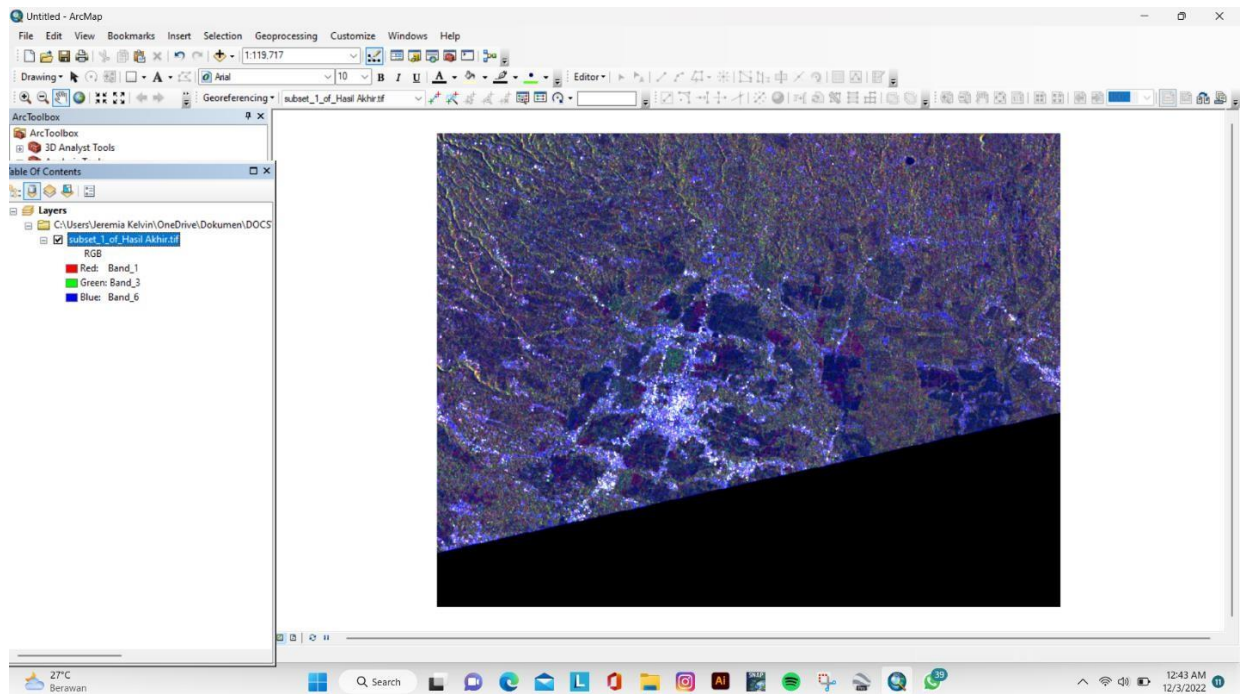 Untitled - ArcMap
File Edit View Bookmarks Insert Selection Geoprocessing Customize Windows Help
1:119,717
Drawing Arial 10 B I U A Editor
Georeferencing subset_1_of_Hasil Akhir.tif
ArcToolbox
ArcToolbox
3D Analyst Tools
able Of Contents
Layers
C:\Users\Jeremia Kelvin\OneDrive\Dokumen\DOCS
subset_1_of_Hasil Akhir.tif
RGB
Red: Band_1
Green: Band_3
Blue: Band_6
27°C
Berawan
Search
39
12:43 AM
12/3/2022
11